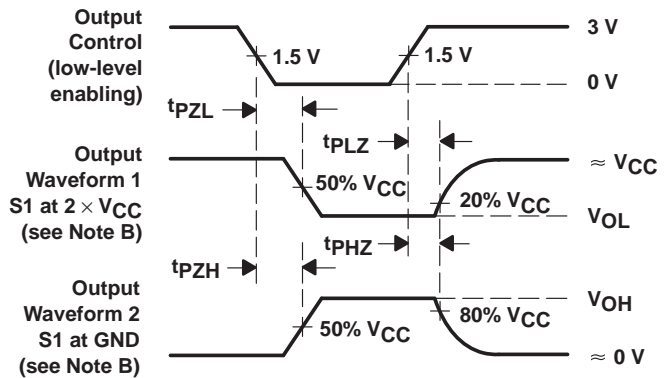 Output
Control
(low-level
enabling)
1.5 V
1.5 V
3 V
0 V
tPZL
tPLZ
Output
Waveform 1
S1 at 2 × VCC
(see Note B)
50% VCC
20% VCC
≈ VCC
VOL
tPZH
tPHZ
Output
Waveform 2
S1 at GND
(see Note B)
50% VCC
80% VCC
VOH
≈ 0 V